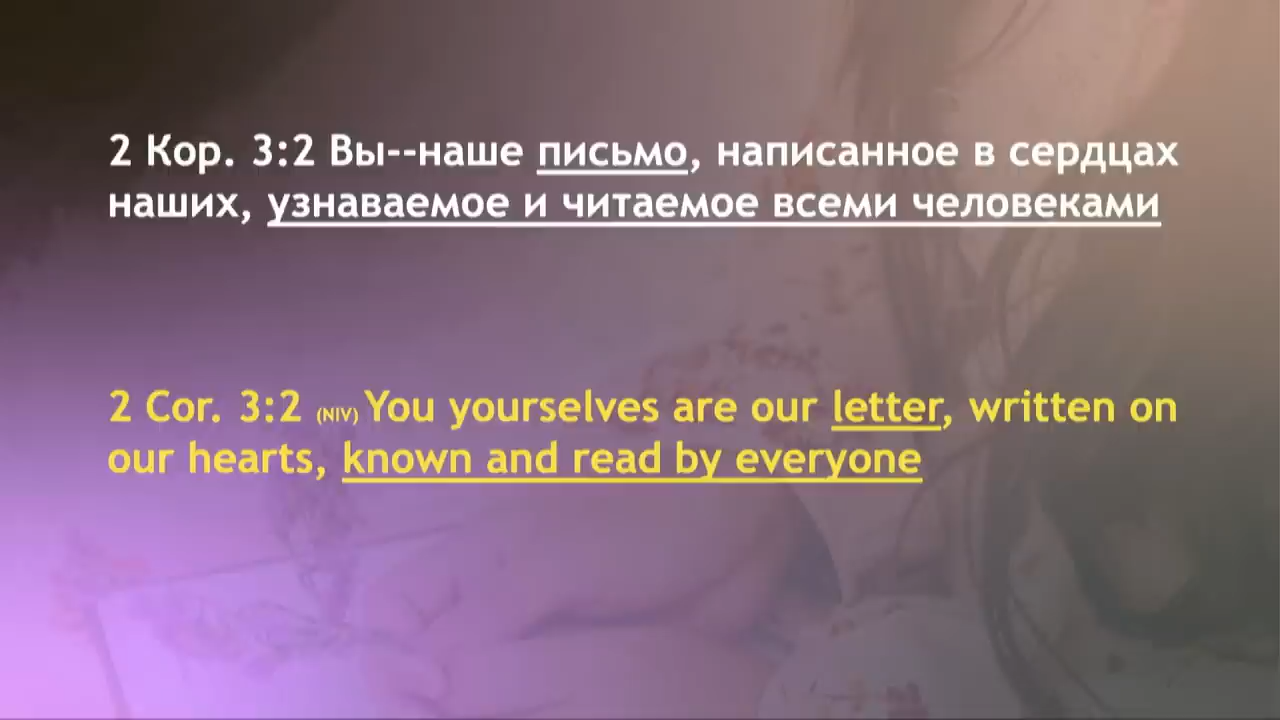 2 Кор. 3:2 Вы--наше письмо, написанное в сердцах
наших, узнаваемое и читаемое всеми человеками
2 Cor. 3:2 (NIV) You yourselves are our letter, written on
our hearts, known and read by everyone